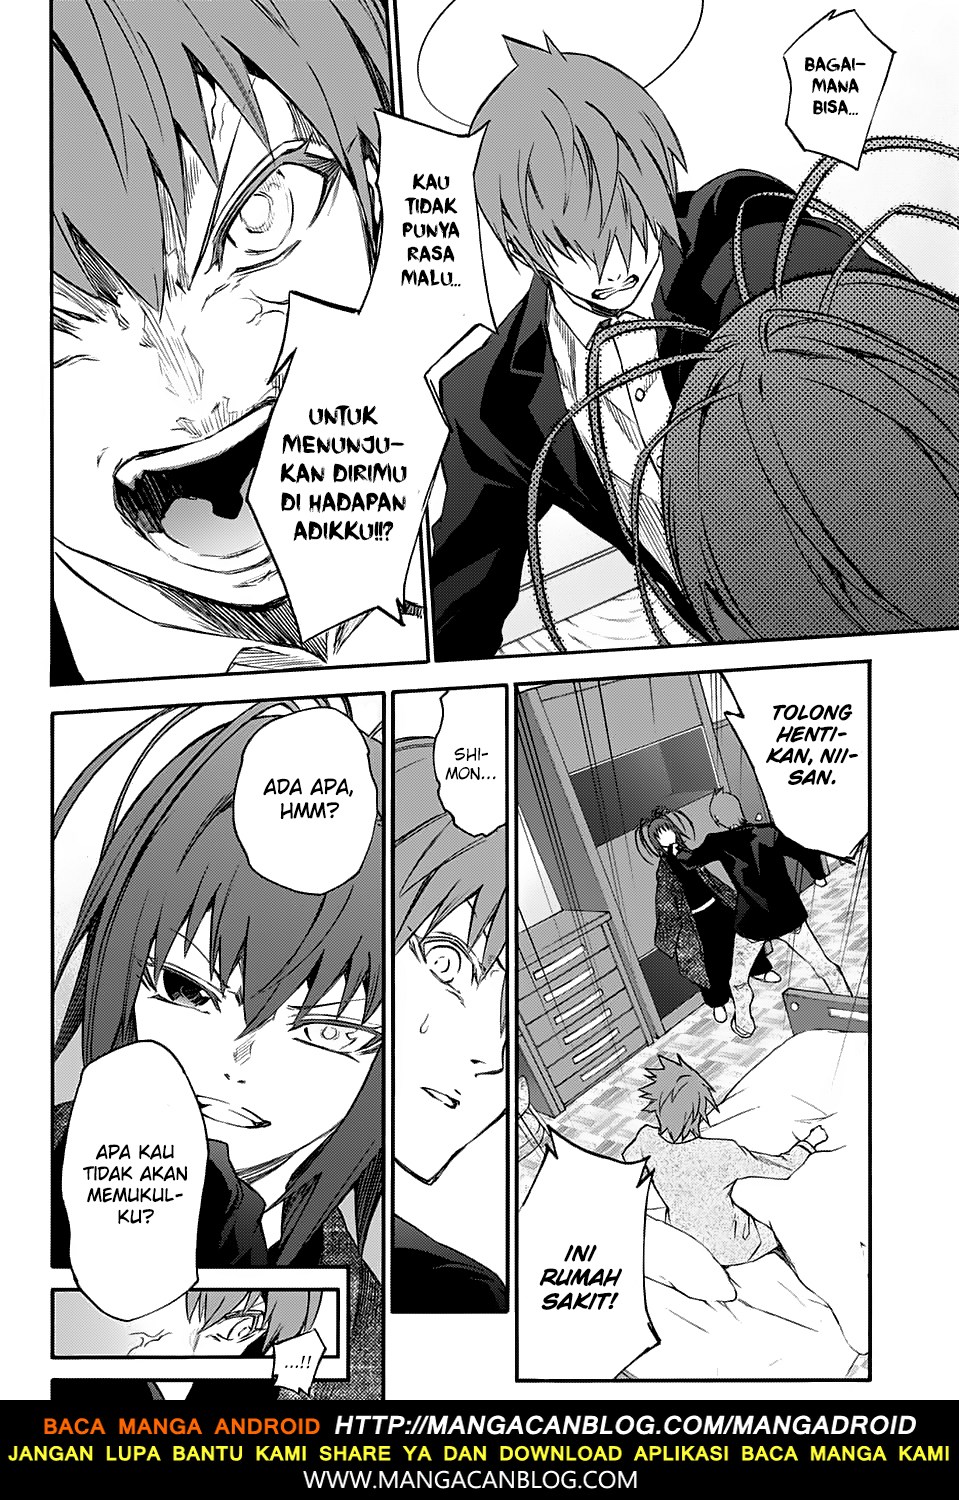 BAGAI-
MANA
BISA...
KAU
TIDAK
PUNYA
RASA
MALU...
UNTUK
MENUNJU-
KAN DIRIMU
DI HADAPAN
ADIKKU!!!?
TOLONG
HENTI-
KAN, NII-
SAN.
INI
RUMAH
SAKIT!
SHI-
MON...
ADA APA,
HMM?
APA KAU
TIDAK AKAN
MEMUKUL-
KU?
...!!
BACA MANGA ANDROID HTTP://MANGACANBLOG.COM/MANGADROID
JANGAN LUPA BANTU KAMI SHARE YA DAN DOWNLOAD APLIKASI BACA MANGA KAMI
WWW.MANGACANBLOG.COM